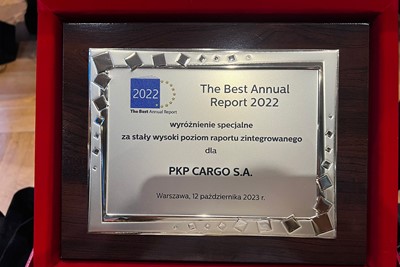 2022
The Best Annual Report
The Best Annual
Report 2022
wyróżnienie specjalne
za stały wysoki poziom raportu zintegrowanego
dla
PKP CARGO S.A.
Warszawa, 12 października 2023 r.